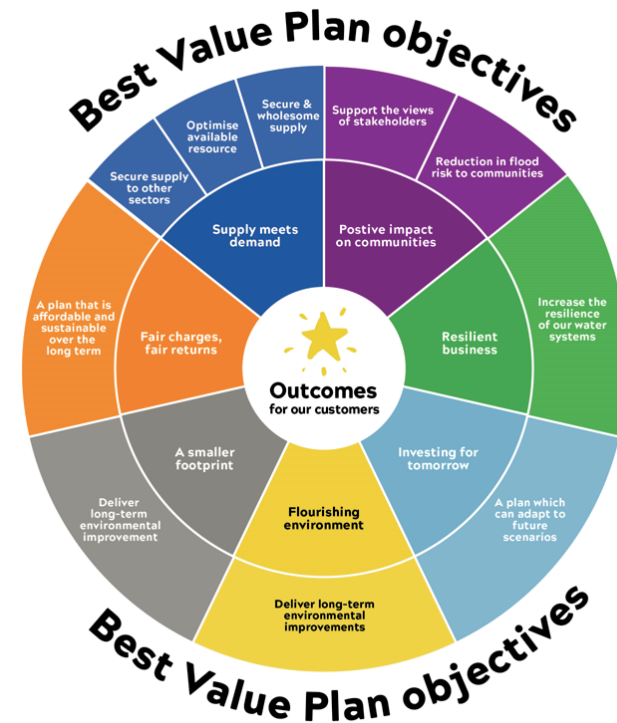 Best Value Plan objectives
Secure supply
to other
sectors
Optimise
available
resource
Secure &
wholesome
supply
Support the views
of stakeholders
Reduction in flood
risk to communities
Supply meets
demand
Postive impact
on communities
A plan that is
affordable and
sustainable
over the
long term
Fair charges,
fair returns
Resilient
business
Increase the
resilience
of our water
systems
Outcomes
for our customers
A smaller
footprint
Investing for
tomorrow
Deliver
long-term
environmental
improvement
Flourishing
environment
A plan which
can adapt to
future
scenarios
Deliver long-term
environmental
improvements
Best Value Plan objectives